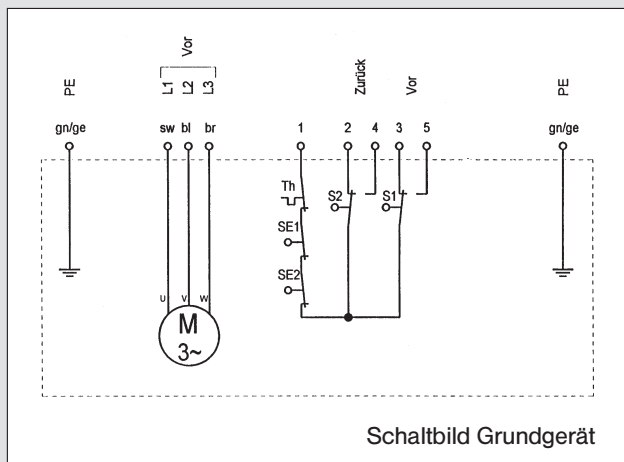 Vor
PE L1 L2 L3 Zurück Vor PE
gn/ge sw bl br 1 2 4 3 5 gn/ge
Th
S2 S1
SE1
SE2
u v w
M
3~
Schaltbild Grundgerät